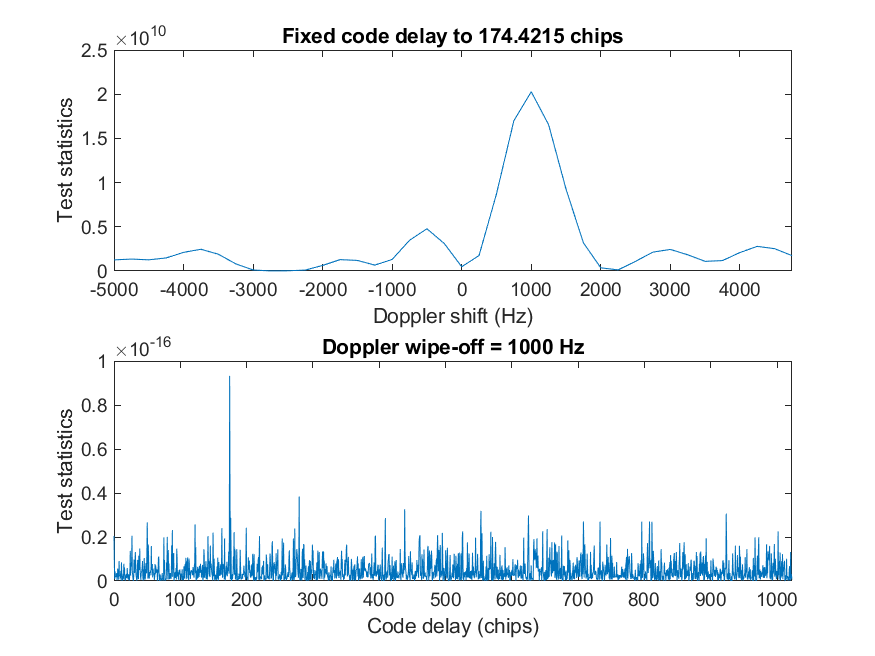 ×10^10
Fixed code delay to 174.4215 chips
2.5
2
1.5
1
0.5
0
Test statistics
-5000 -4000 -3000 -2000 -1000 0 1000 2000 3000 4000
Doppler shift (Hz)
×10^-16
Doppler wipe-off = 1000 Hz
1
0.8
0.6
0.4
0.2
0
Test statistics
0 100 200 300 400 500 600 700 800 900 1000
Code delay (chips)